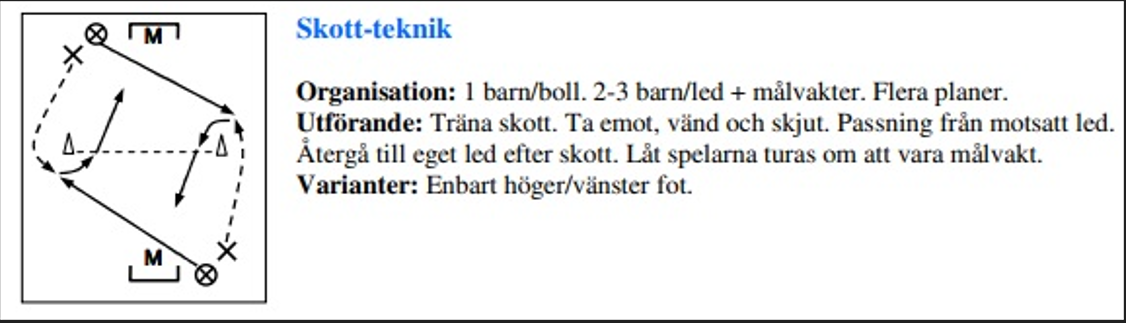 M
Skott-teknik
Organisation: 1 barn/boll. 2-3 barn/led + målvakter. Flera planer.
Utförande: Träna skott. Ta emot, vänd och skjut. Passning från motsatt led.
Återgå till eget led efter skott. Låt spelarna turas om att vara målvakt.
Varianter: Enbart höger/vänster fot.
M